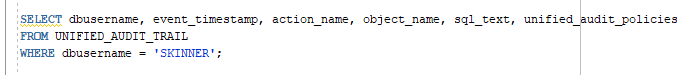 SELECT dbusername, event_timestamp, action_name, object_name, sql_text, unified_audit_policies
FROM UNIFIED_AUDIT_TRAIL
WHERE dbusername = 'SKINNER';